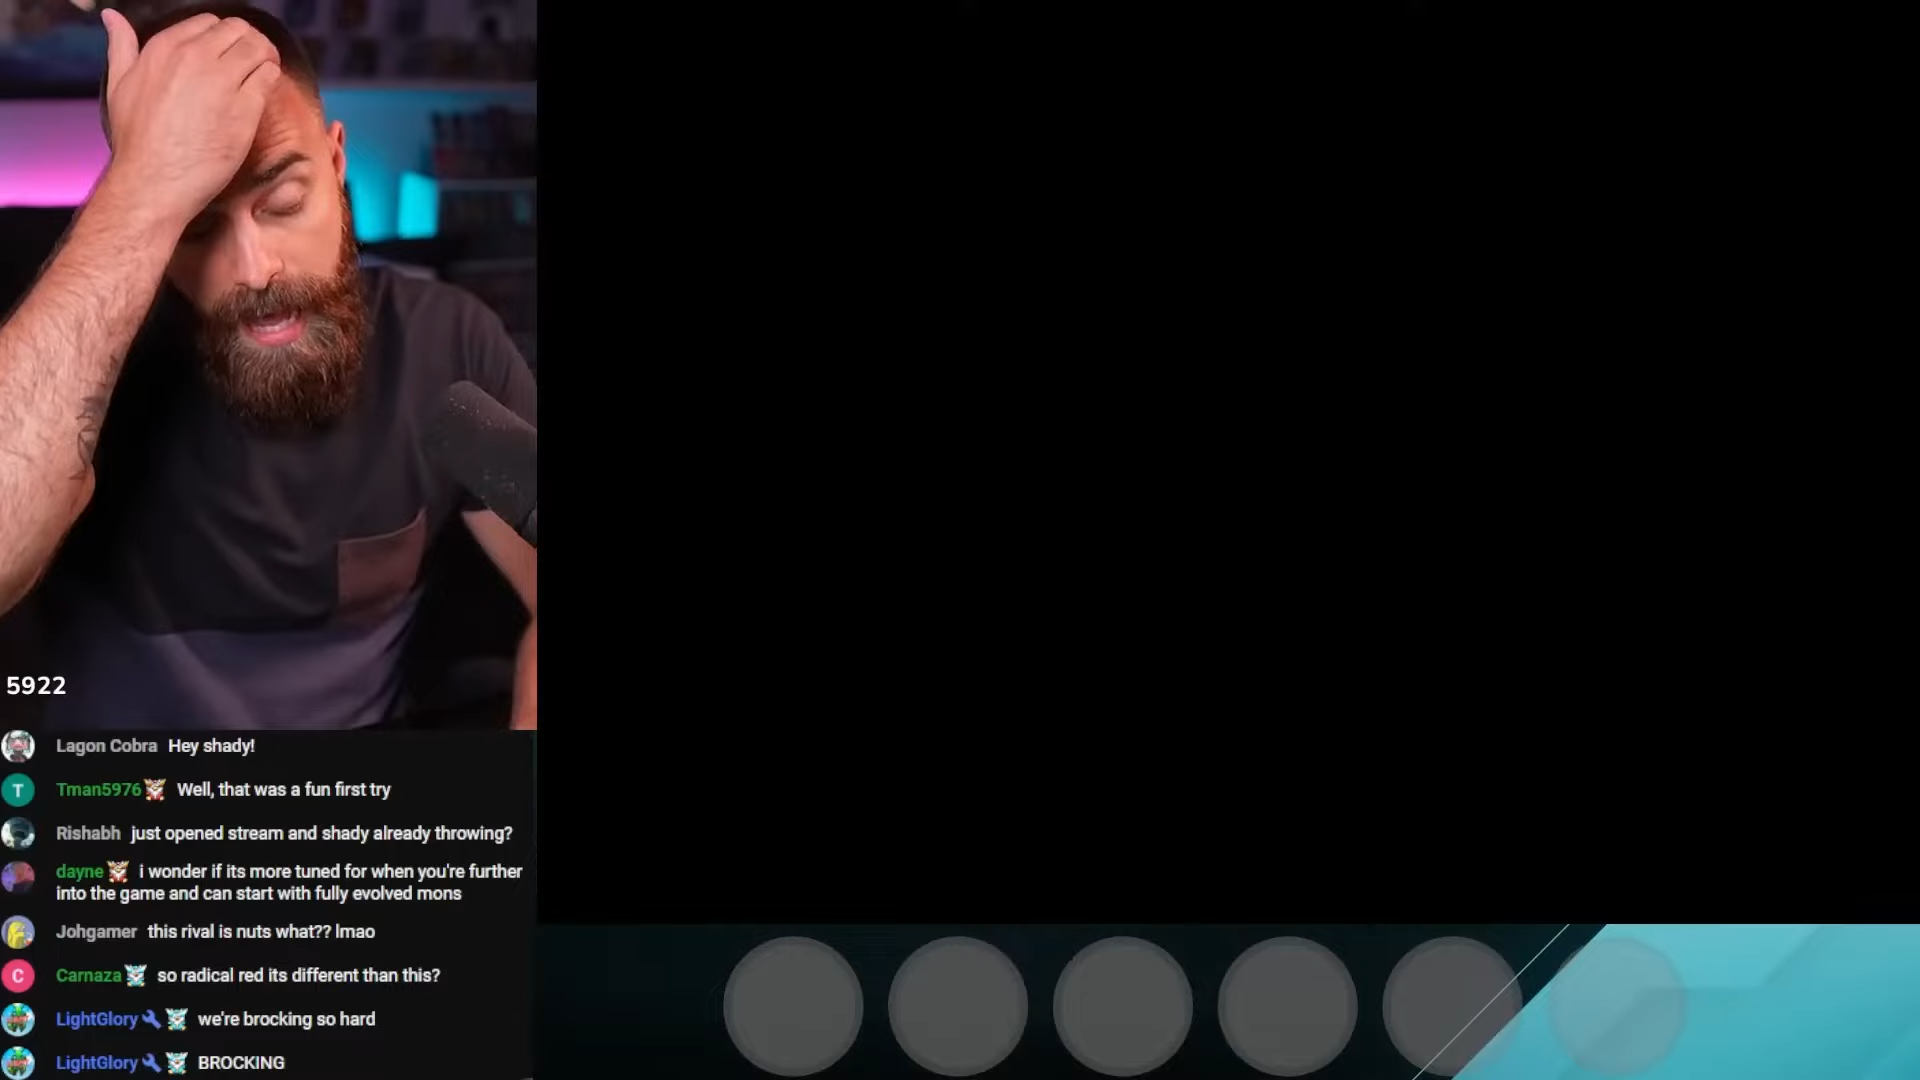 5922
Lagon Cobra Hey shady!
T Tman5976 Well, that was a fun first try
Rishabh just opened stream and shady already throwing?
dayne i wonder if its more tuned for when you're further
into the game and can start with fully evolved mons
Johgamer this rival is nuts what?? lmao
C Carnaza so radical red its different than this?
LightGlory we're brocking so hard
LightGlory BROCKING